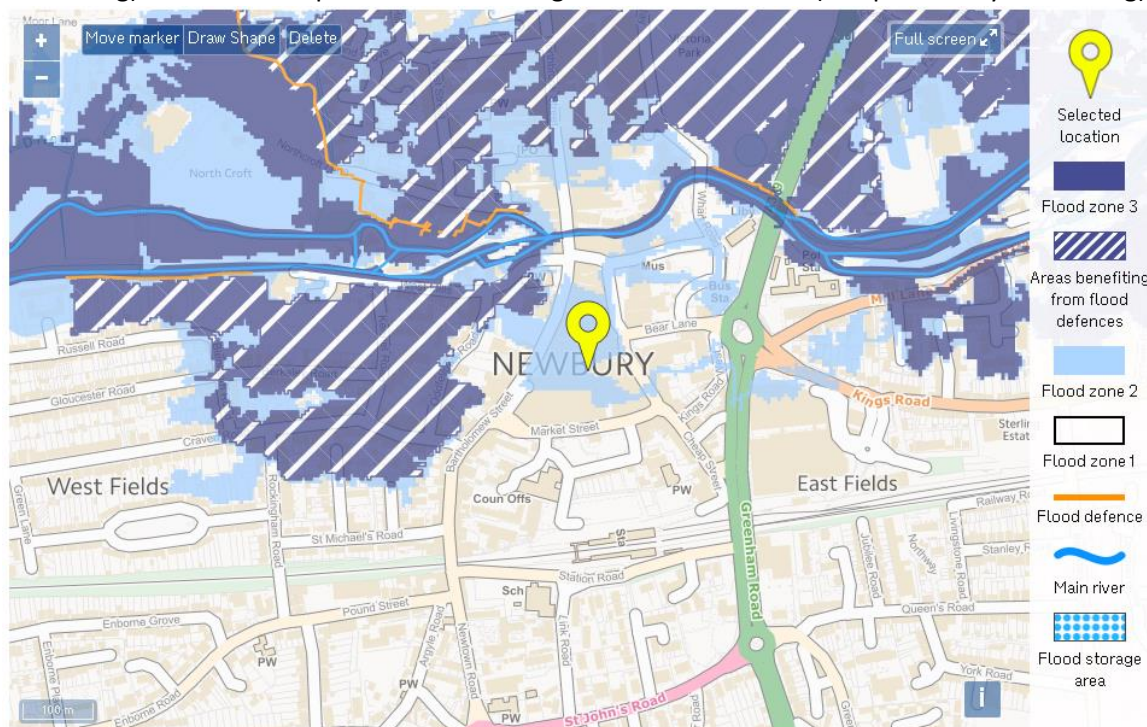 Moor Lane
+
−
Move marker
Draw Shape
Delete
Full screen
Victoria
Park
PW
Northcroft
North Croft
Wharf
Mus
Bus
Sta
Bear Lane
Mill Lane
Kings Road
Kings Road
NEWBURY
Russell Road
Gloucester Road
Market Street
Bartholomew Street
Cheap Street
West Fields
East Fields
Green Lane
Rockingham Road
St Michael's Road
Coun Offs
PW
Sta
Station Road
Greenham Road
Railway Ro
Jubilee Road
Northway
Livingstone Road
Stanley R
Sch
Link Road
Pound Street
Enborne Grove
Argyle Road
Newtown Road
Queen's Road
York Road
Enborne Road
PW
PW
St John's Road
100 m
i
Selected
location
Flood zone 3
Areas benefiting
from flood
defences
Flood zone 2
Flood zone 1
Flood defence
Main river
Flood storage
area